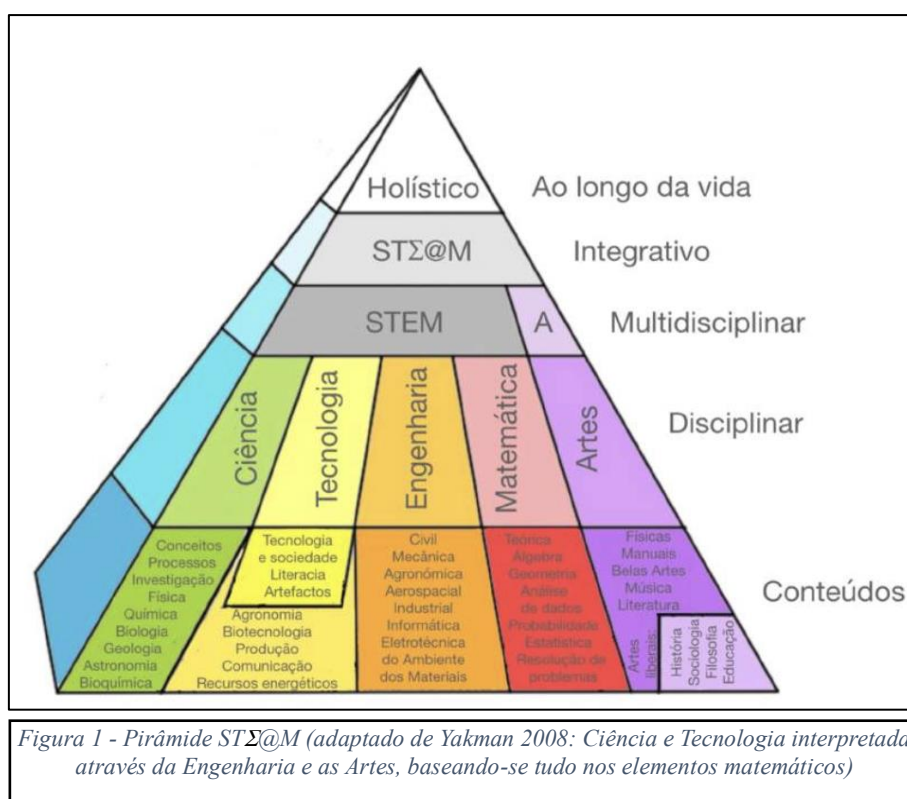 Holístico
Ao longo da vida
STΣ@M
Integrativo
STEM
A
Multidisciplinar
Ciência
Tecnologia
Engenharia
Matemática
Artes
Disciplinar
Conceitos
Processos
Investigação
Física
Química
Biologia
Geologia
Astronomia
Bioquímica
Tecnologia
e sociedade
Literacia
Artefactos
Agronomia
Biotecnologia
Produção
Comunicação
Recursos energéticos
Civil
Mecânica
Agronómica
Aerospacial
Industrial
Informática
Eletrotécnica
do Ambiente
dos Materiais
Teórica
Álgebra
Geometria
Análise
de dados
Probabilidade
Estatística
Resolução de
problemas
Físicas
Manuais
Belas Artes
Música
Literatura
Artes
liberais:
História
Sociologia
Filosofia
Educação
Conteúdos
Figura 1 - Pirâmide STΣ@M (adaptado de Yakman 2008: Ciência e Tecnologia interpretada
através da Engenharia e as Artes, baseando-se tudo nos elementos matemáticos)